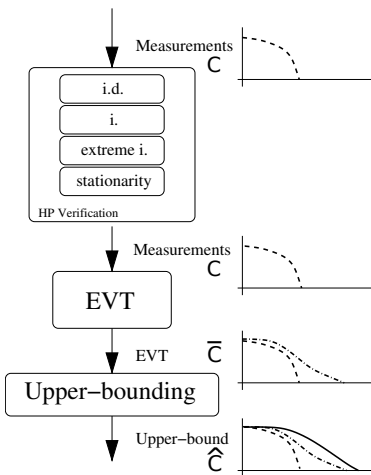 Measurements
C
i.d.
i.
extreme i.
stationarity
HP Verification
Measurements
C
EVT
EVT
C̅
Upper−bounding
Upper−bound
Ĉ